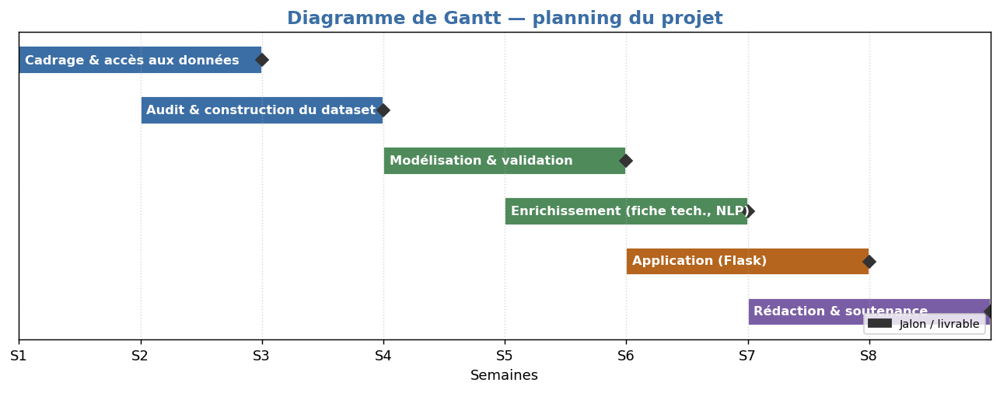 Diagramme de Gantt — planning du projet
Cadrage & accès aux données
Audit & construction du dataset
Modélisation & validation
Enrichissement (fiche tech., NLP)
Application (Flask)
Rédaction & soutenance
Jalon / livrable
S1 S2 S3 S4 S5 S6 S7 S8
Semaines